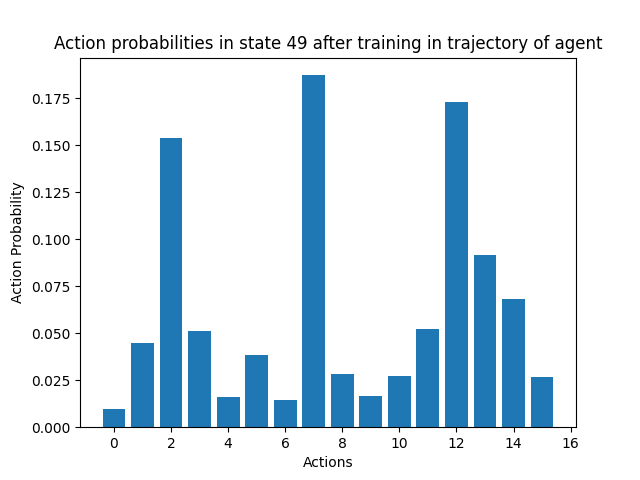 Action probabilities in state 49 after training in trajectory of agent
Action Probability
0.175
0.150
0.125
0.100
0.075
0.050
0.025
0.000
0 2 4 6 8 10 12 14 16
Actions